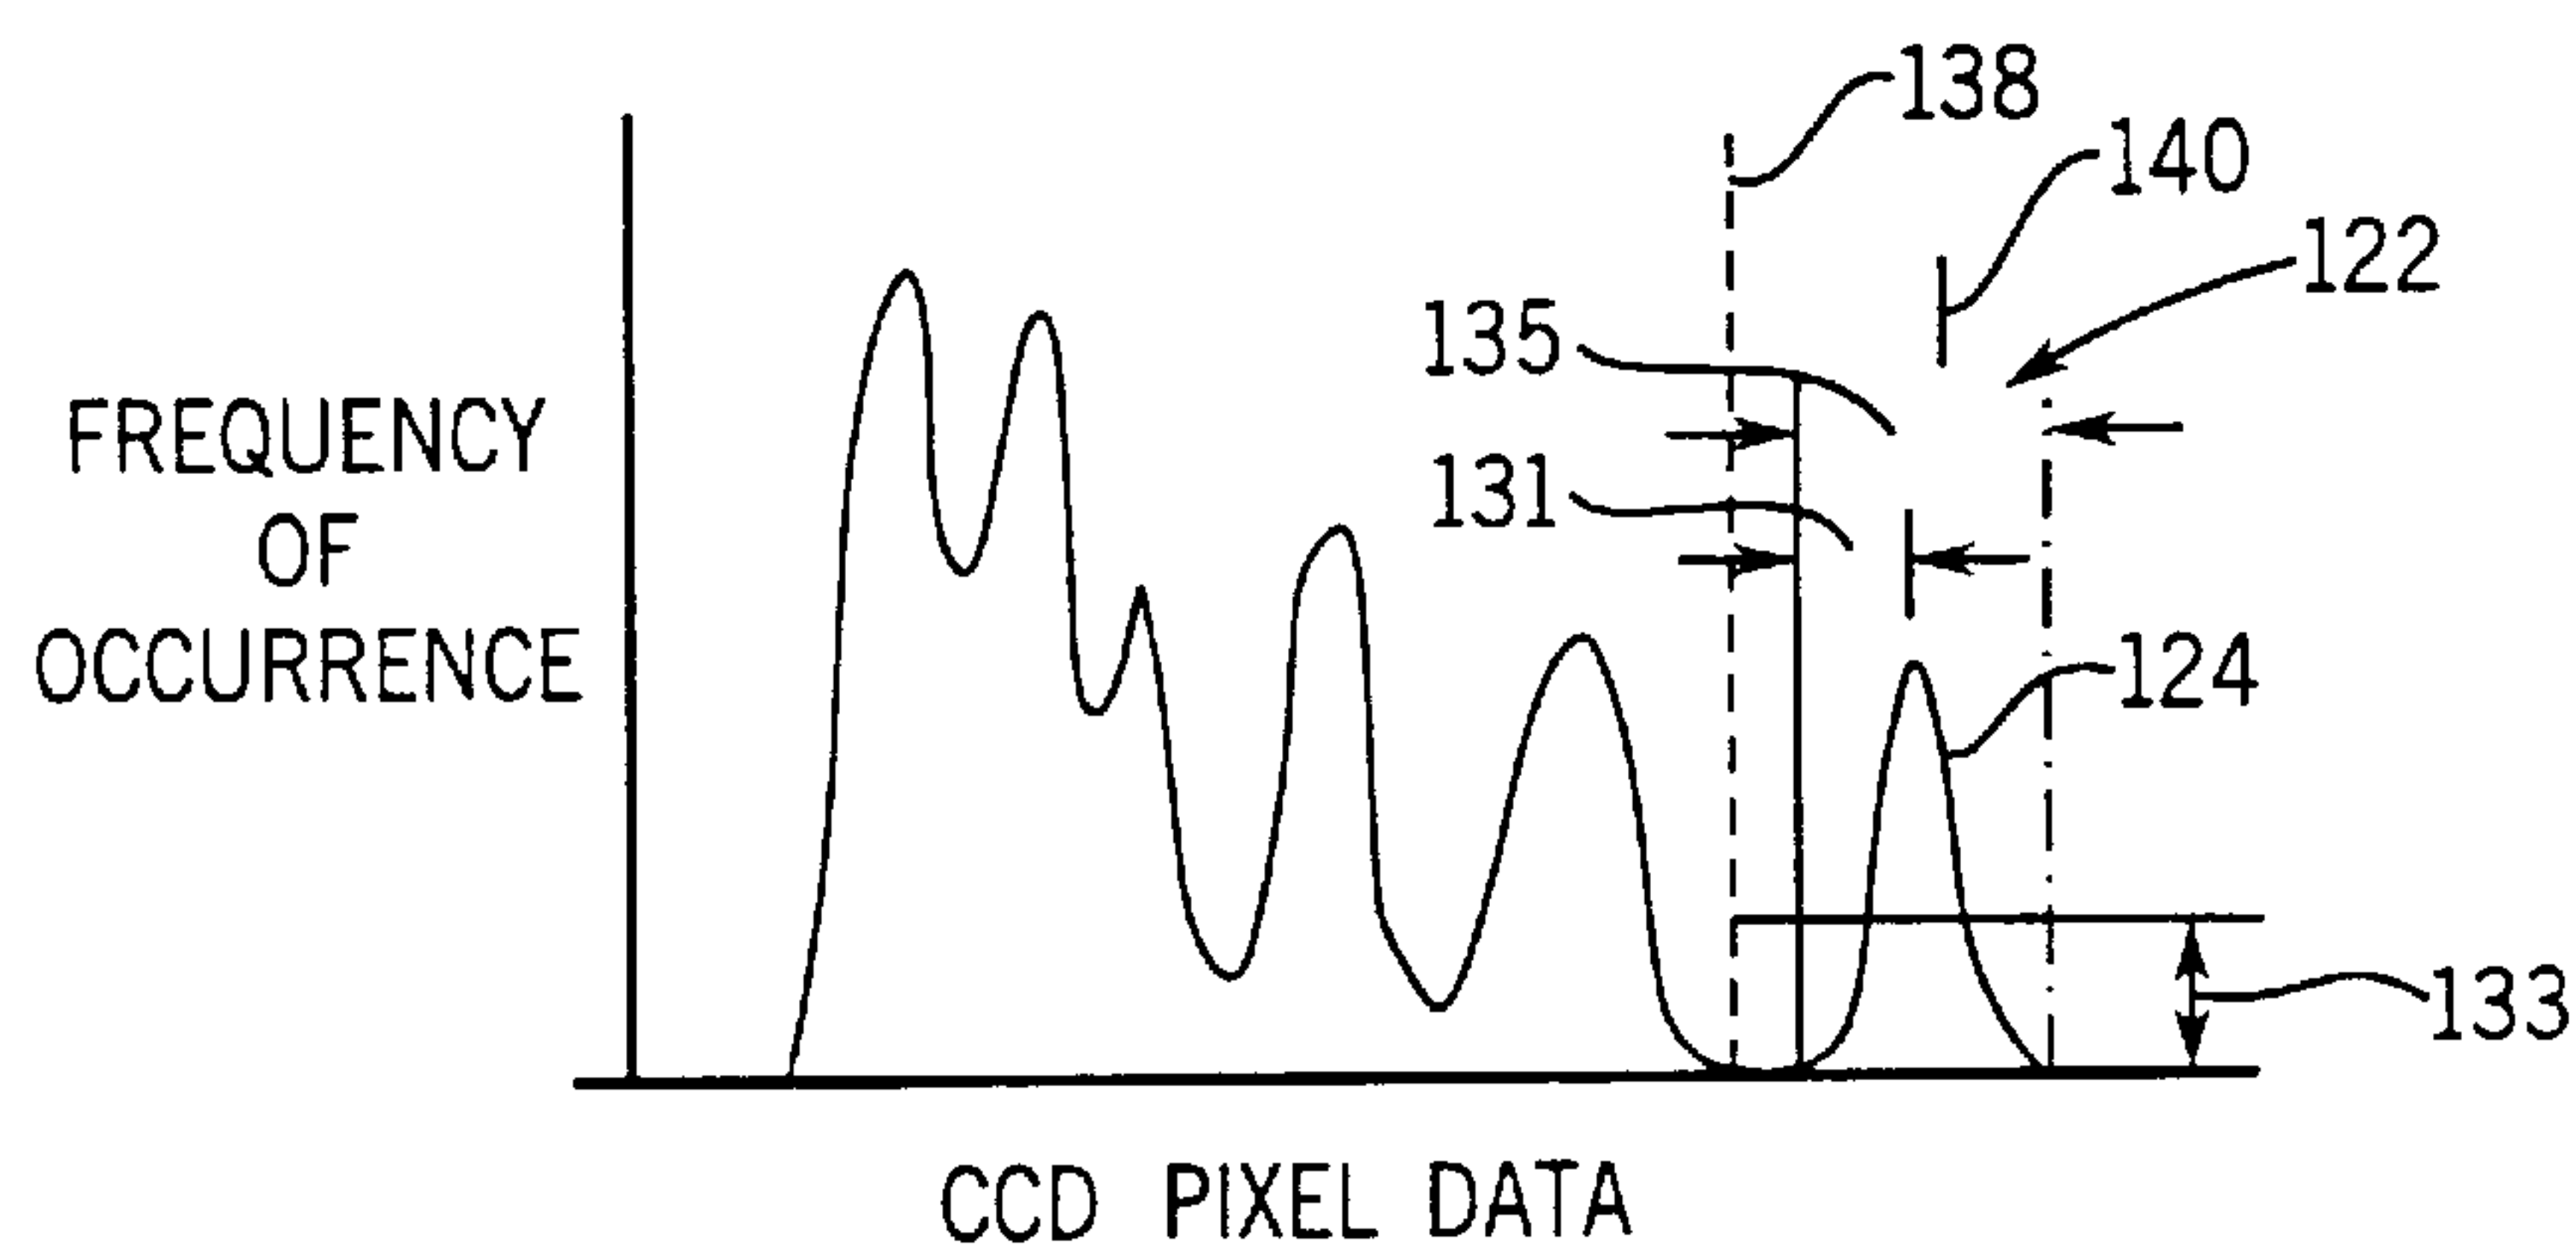 138
140
122
135
131
FREQUENCY
OF
OCCURRENCE
124
133
CCD PIXEL DATA